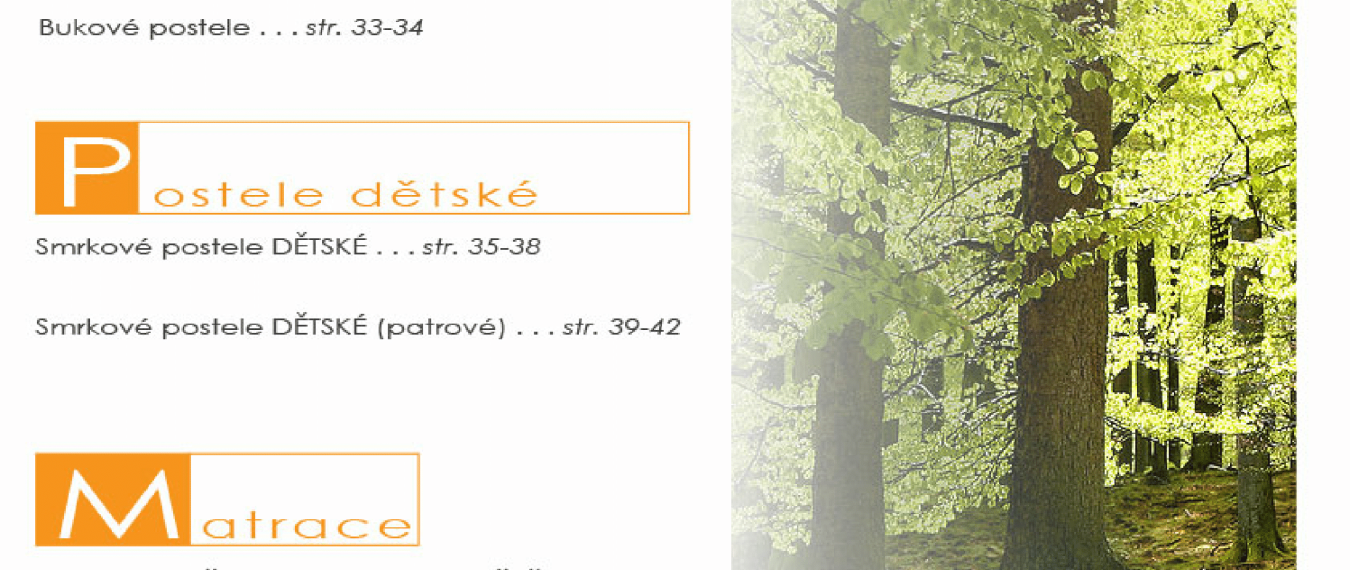 Bukové postele . . . str. 33-34
Postele dětské
Smrkové postele DĚTSKÉ . . . str. 35-38
Smrkové postele DĚTSKÉ (patrové) . . . str. 39-42
Matrace